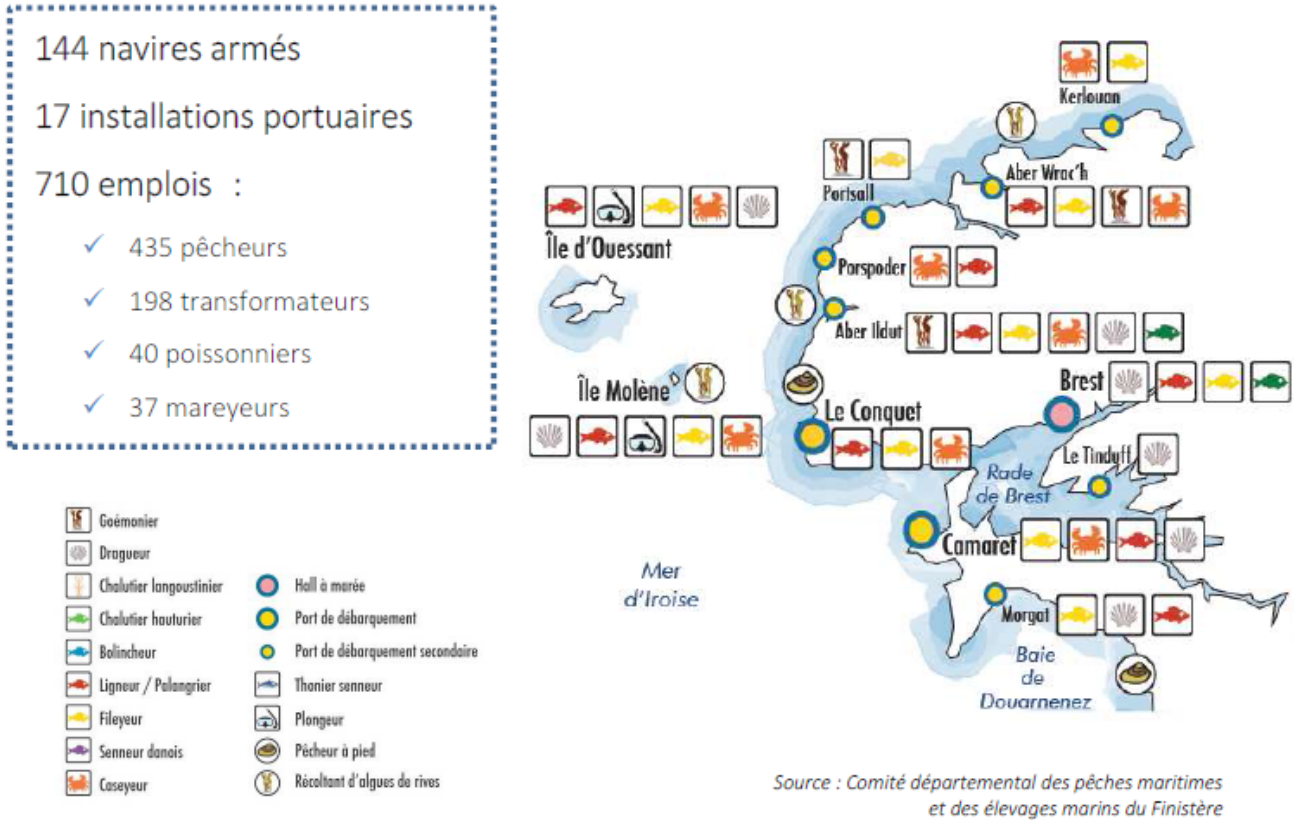 144 navires armés
17 installations portuaires
710 emplois :
✓ 435 pêcheurs
✓ 198 transformateurs
✓ 40 poissonniers
✓ 37 mareyeurs
Kerlouan
Aber Wrac'h
Portsall
Île d'Ouessant
Porspoder
Aber Ildut
Île Molène
Brest
Le Conquet
Le Tinduff
Rade
de Brest
Camaret
Mer
d'Iroise
Morgat
Baie
de
Douarnenez
Goémonier
Dragueur
Chalutier langoustinier
Chalutier hauturier
Bolincheur
Ligneur / Palangrier
Fileyeur
Senneur danois
Caseyeur
Hall à marée
Port de débarquement
Port de débarquement secondaire
Thonier senneur
Plongeur
Pêcheur à pied
Récoltant d'algues de rives
Source : Comité départemental des pêches maritimes
et des élevages marins du Finistère